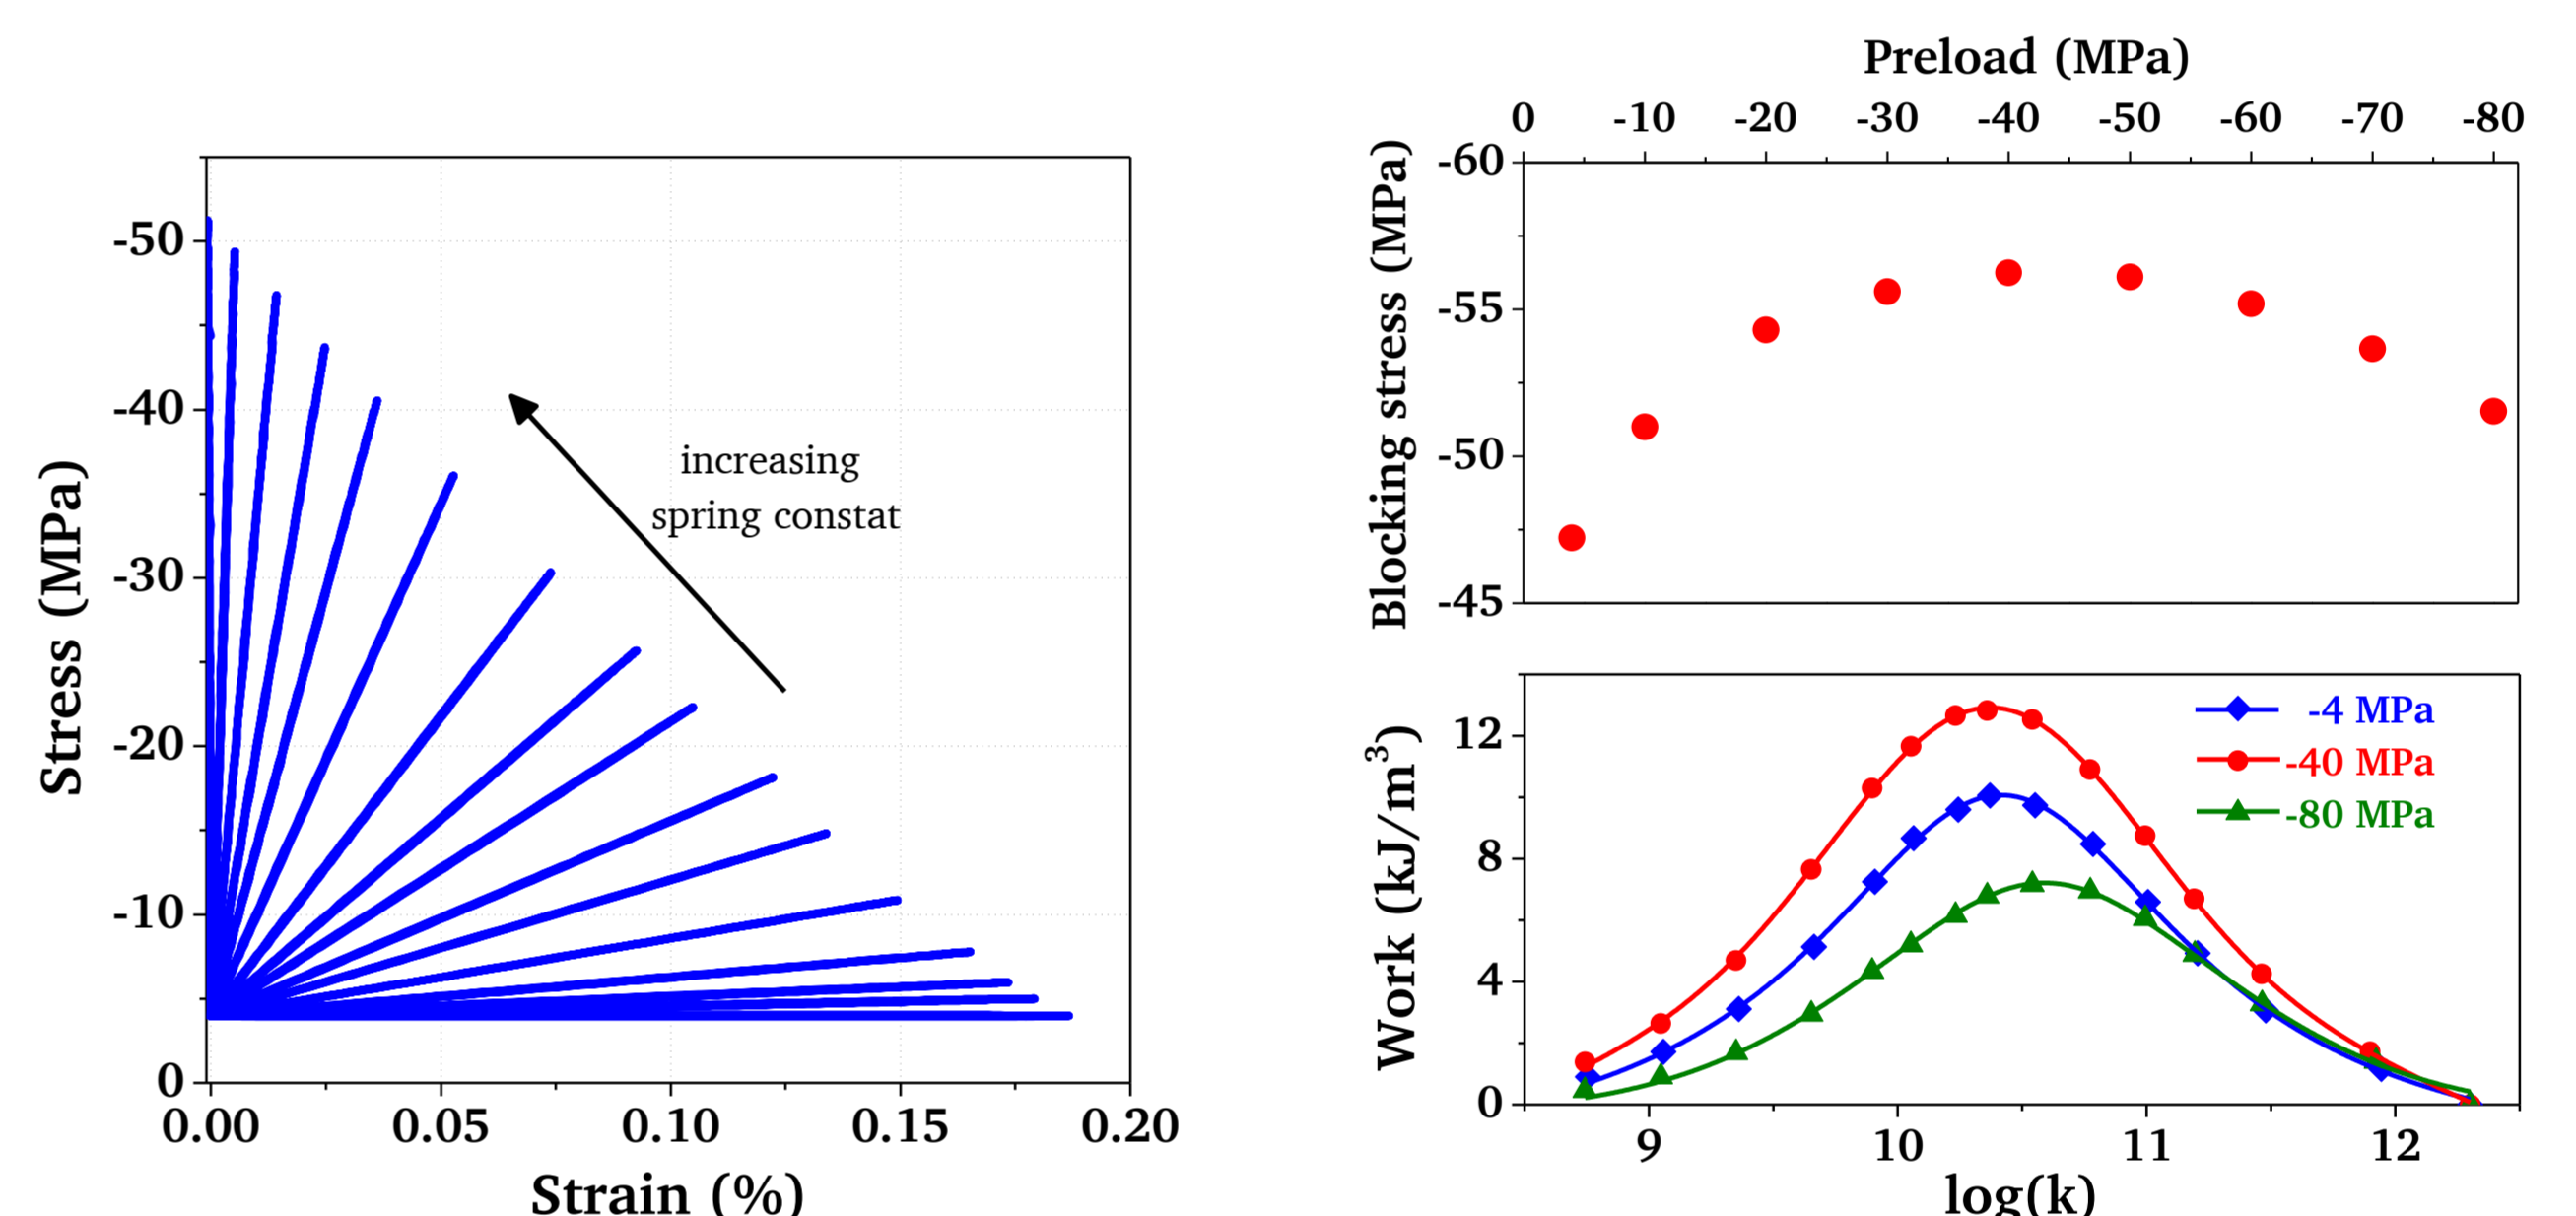 Stress (MPa)
-50
-40
-30
-20
-10
0
increasing
spring constat
0.00 0.05 0.10 0.15 0.20
Strain (%)
Preload (MPa)
0 -10 -20 -30 -40 -50 -60 -70 -80
Blocking stress (MPa)
-60
-55
-50
-45
Work (kJ/m³)
12
8
4
0
-4 MPa
-40 MPa
-80 MPa
9 10 11 12
log(k)